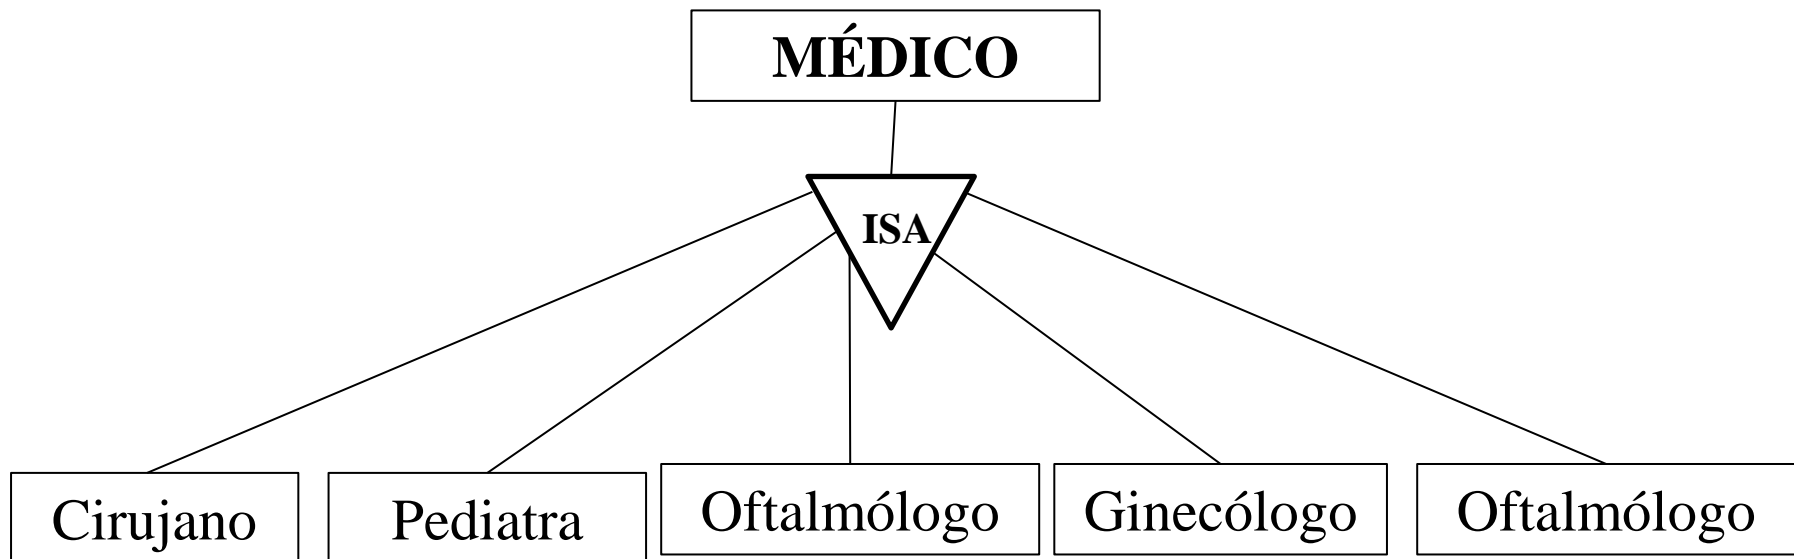 MÉDICO
ISA
Cirujano
Pediatra
Oftalmólogo
Ginecólogo
Oftalmólogo